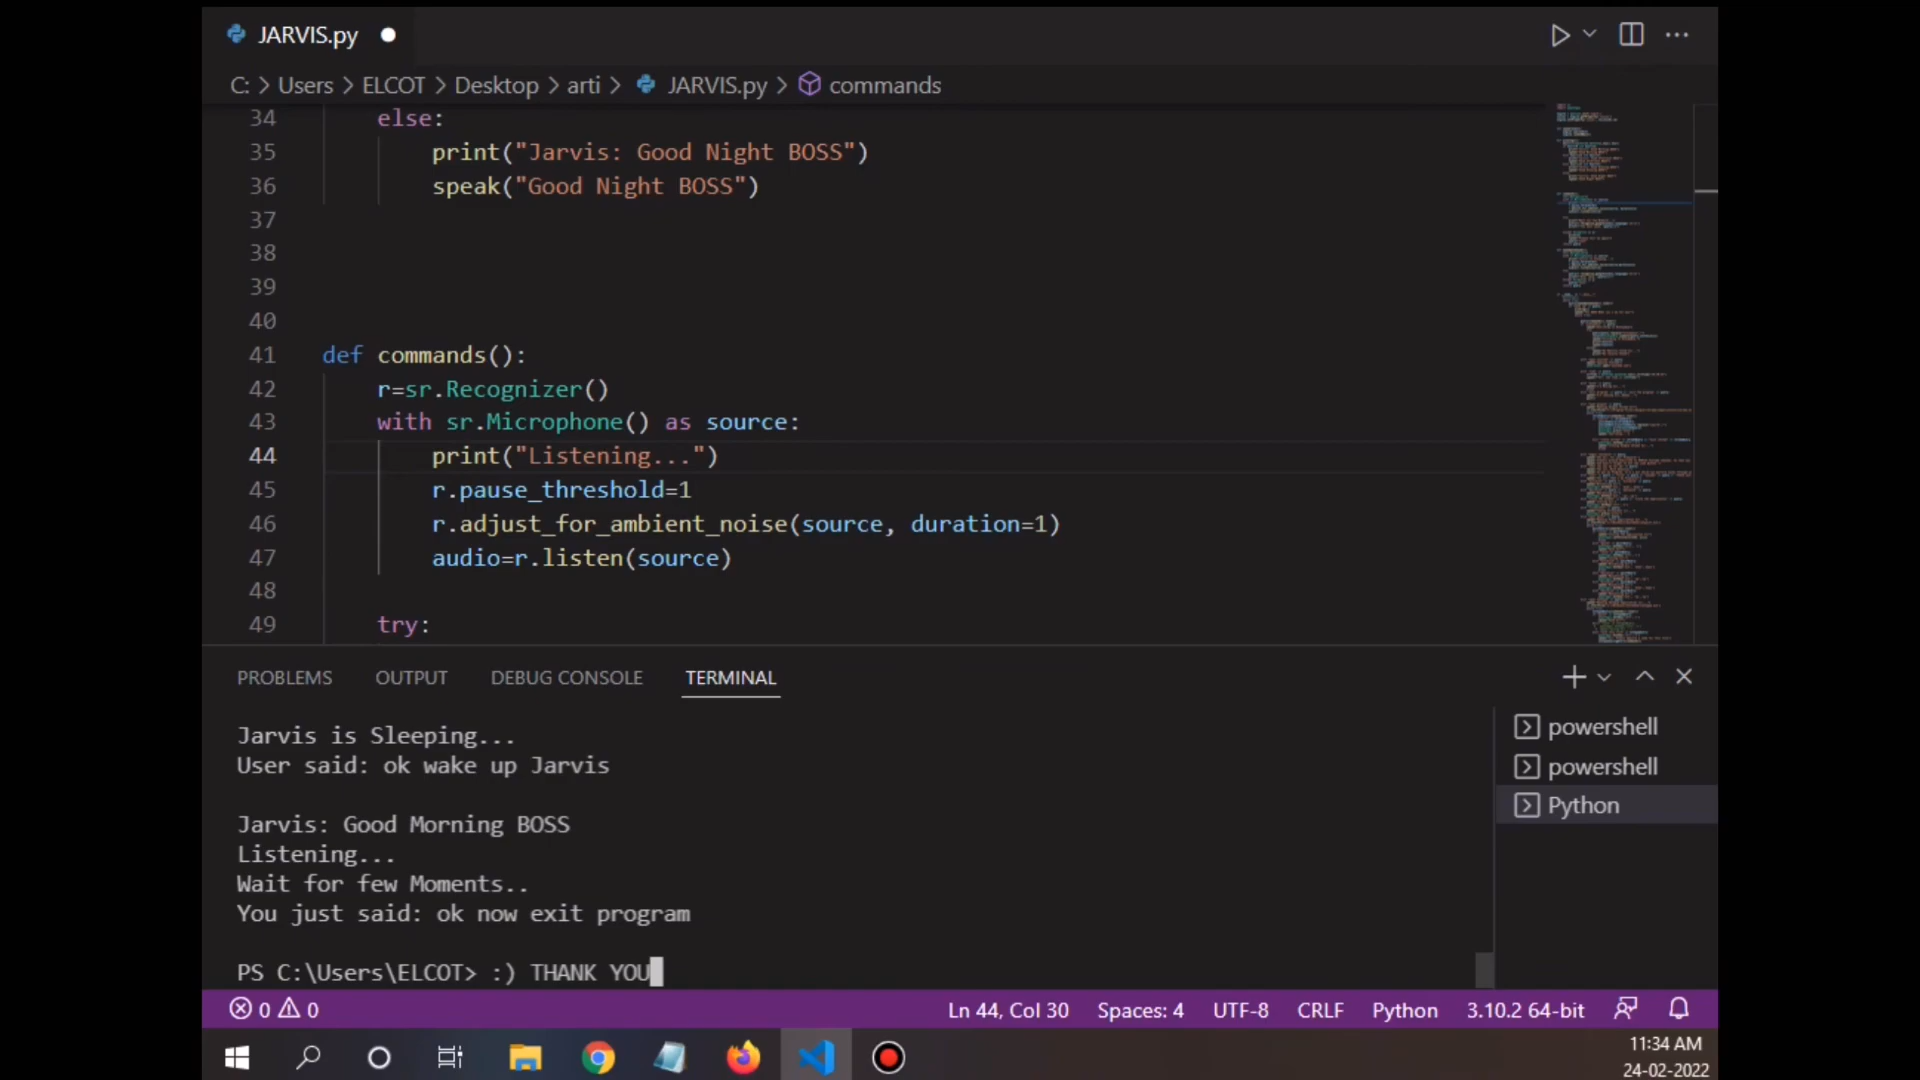 JARVIS.py
C: > Users > ELCOT > Desktop > arti > JARVIS.py > commands
34 else:
35 print("Jarvis: Good Night BOSS")
36 speak("Good Night BOSS")
37
38
39
40
41 def commands():
42 r=sr.Recognizer()
43 with sr.Microphone() as source:
44 print("Listening...")
45 r.pause_threshold=1
46 r.adjust_for_ambient_noise(source, duration=1)
47 audio=r.listen(source)
48
49 try:
PROBLEMS OUTPUT DEBUG CONSOLE TERMINAL
Jarvis is Sleeping...
User said: ok wake up Jarvis
Jarvis: Good Morning BOSS
Listening...
Wait for few Moments..
You just said: ok now exit program
PS C:\Users\ELCOT> :) THANK YOU
powershell
powershell
Python
0 0 Ln 44, Col 30 Spaces: 4 UTF-8 CRLF Python 3.10.2 64-bit
11:34 AM
24-02-2022